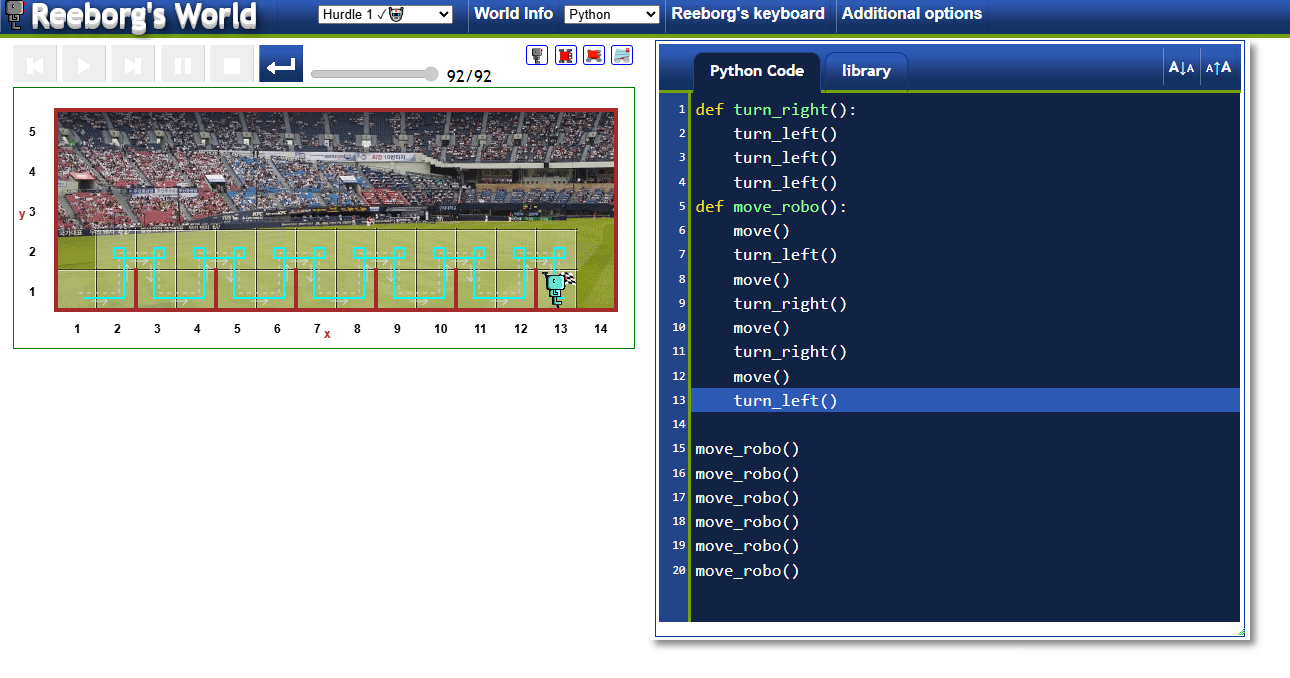 Reeborg's World
Hurdle 1 ✓
World Info
Python
Reeborg's keyboard
Additional options
92/92
5
4
y 3
2
1
1 2 3 4 5 6 7 8 9 10 11 12 13 14
x
Python Code
library
A↓A
A↑A
1 def turn_right():
2     turn_left()
3     turn_left()
4     turn_left()
5 def move_robo():
6     move()
7     turn_left()
8     move()
9     turn_right()
10     move()
11     turn_right()
12     move()
13     turn_left()
14
15 move_robo()
16 move_robo()
17 move_robo()
18 move_robo()
19 move_robo()
20 move_robo()